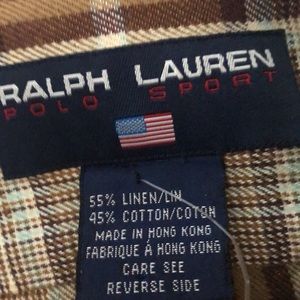 RALPH LAUREN
POLO SPORT
55% LINEN/LIN
45% COTTON/COTON
MADE IN HONG KONG
FABRIQUE Á HONG KONG
CARE SEE
REVERSE SIDE